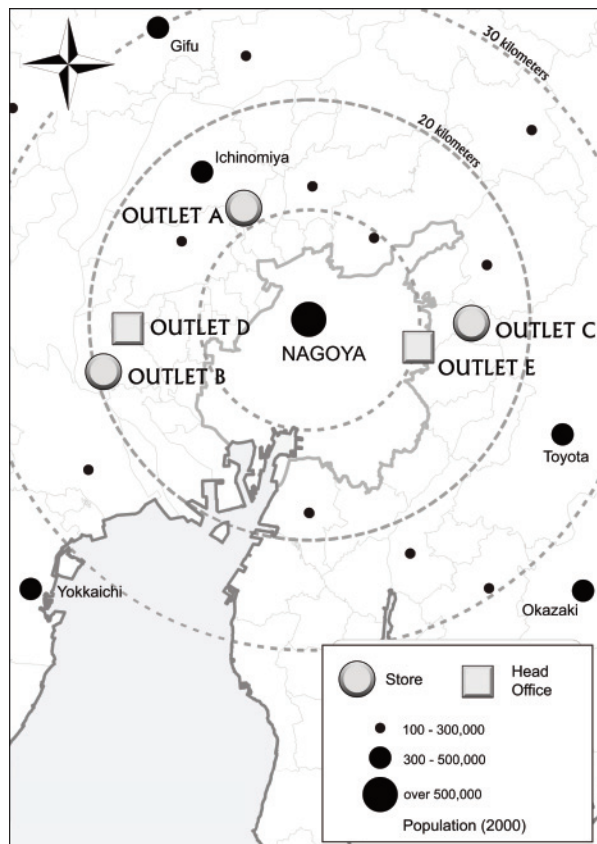 Gifu
30 kilometers
20 kilometers
Ichinomiya
OUTLET A
OUTLET D
OUTLET C
NAGOYA
OUTLET E
OUTLET B
Toyota
Yokkaichi
Okazaki
Store
Head
Office
100 - 300,000
300 - 500,000
over 500,000
Population (2000)